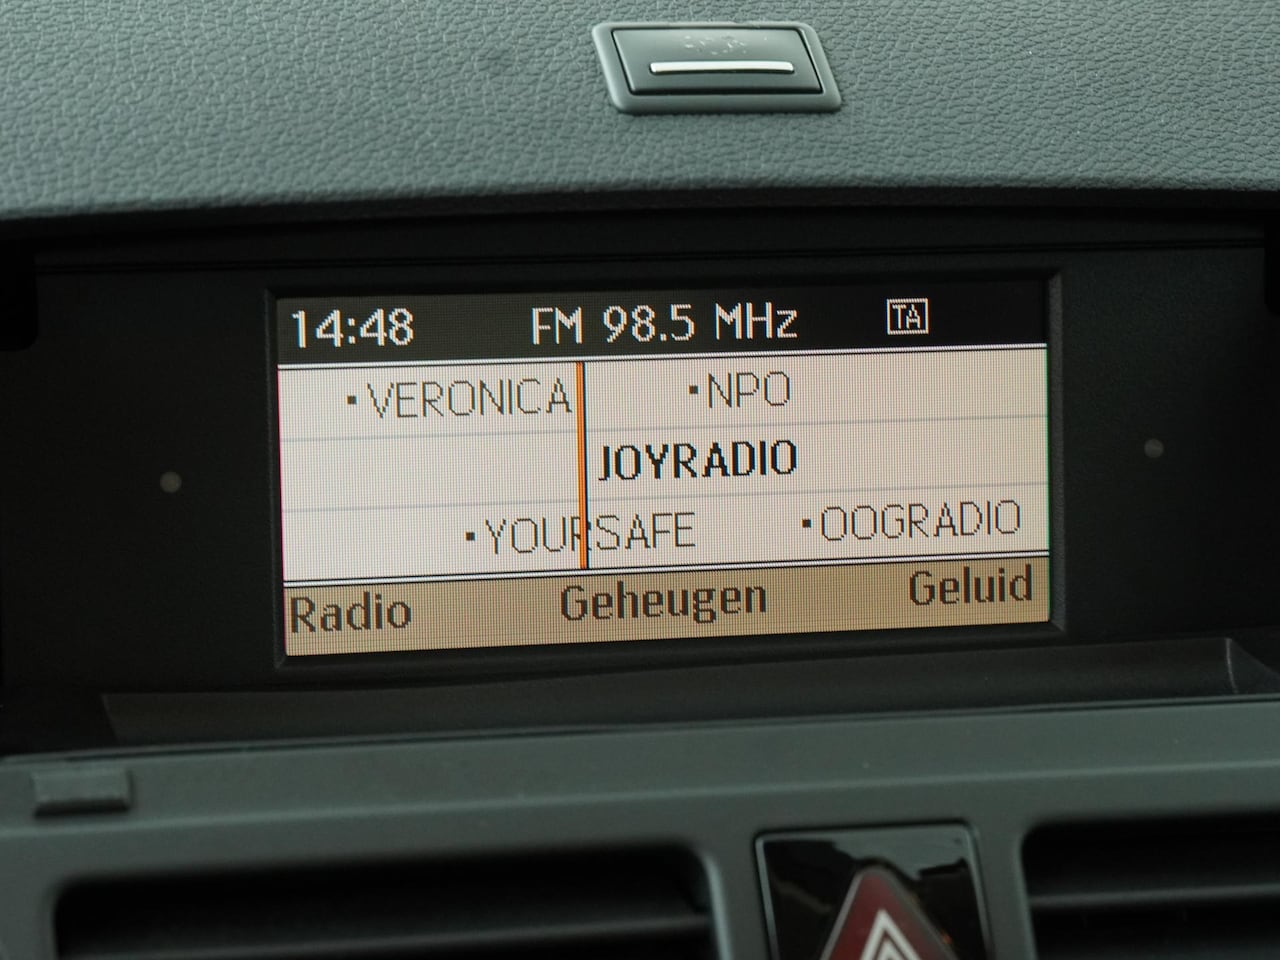 14:48 FM 98.5 MHz TA
▪VERONICA ▪NPO
JOYRADIO
▪YOURSAFE ▪OOGRADIO
Radio Geheugen Geluid